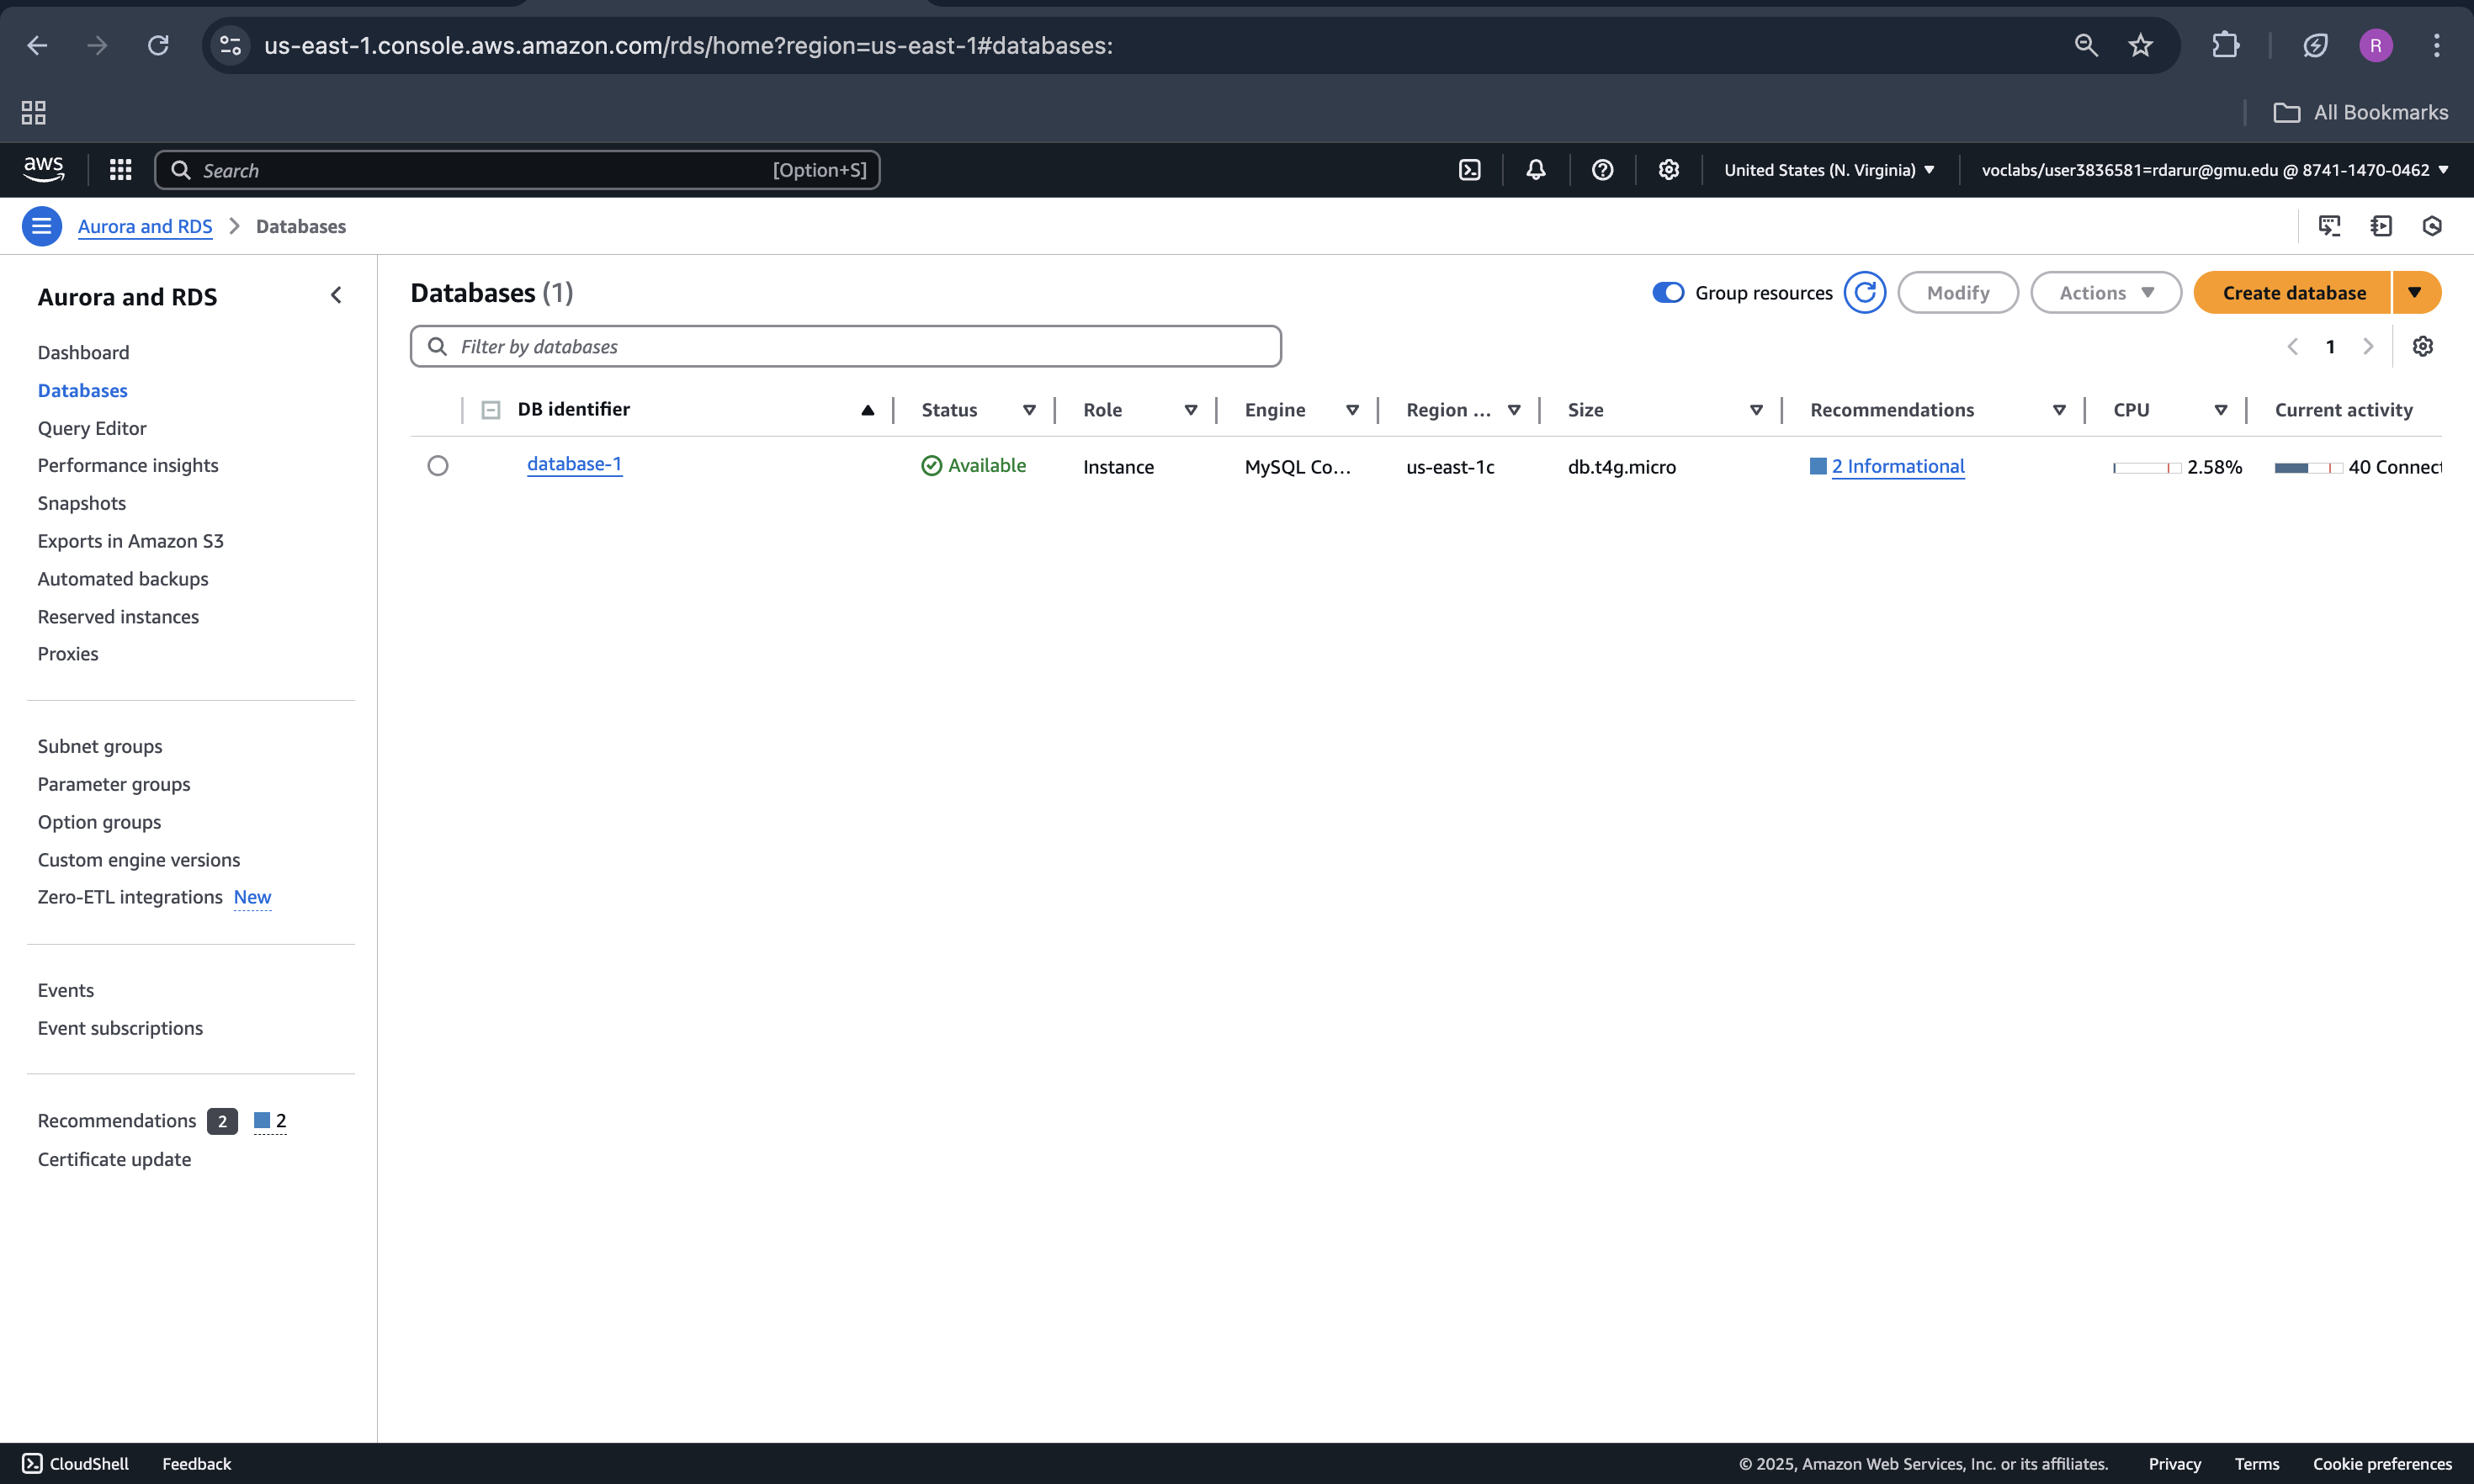 us-east-1.console.aws.amazon.com/rds/home?region=us-east-1#databases:
R
All Bookmarks
aws
Search [Option+S]
United States (N. Virginia)
voclabs/user3836581=rdarur@gmu.edu @ 8741-1470-0462
Aurora and RDS
Databases
Aurora and RDS
Dashboard
Databases
Query Editor
Performance insights
Snapshots
Exports in Amazon S3
Automated backups
Reserved instances
Proxies
Subnet groups
Parameter groups
Option groups
Custom engine versions
Zero-ETL integrations New
Events
Event subscriptions
Recommendations 2 2
Certificate update
Databases (1)
Group resources
Modify
Actions
Create database
Filter by databases
1
DB identifier Status Role Engine Region ... Size Recommendations CPU Current activity
database-1 Available Instance MySQL Co... us-east-1c db.t4g.micro 2 Informational 2.58% 40 Connect
CloudShell Feedback © 2025, Amazon Web Services, Inc. or its affiliates. Privacy Terms Cookie preferences